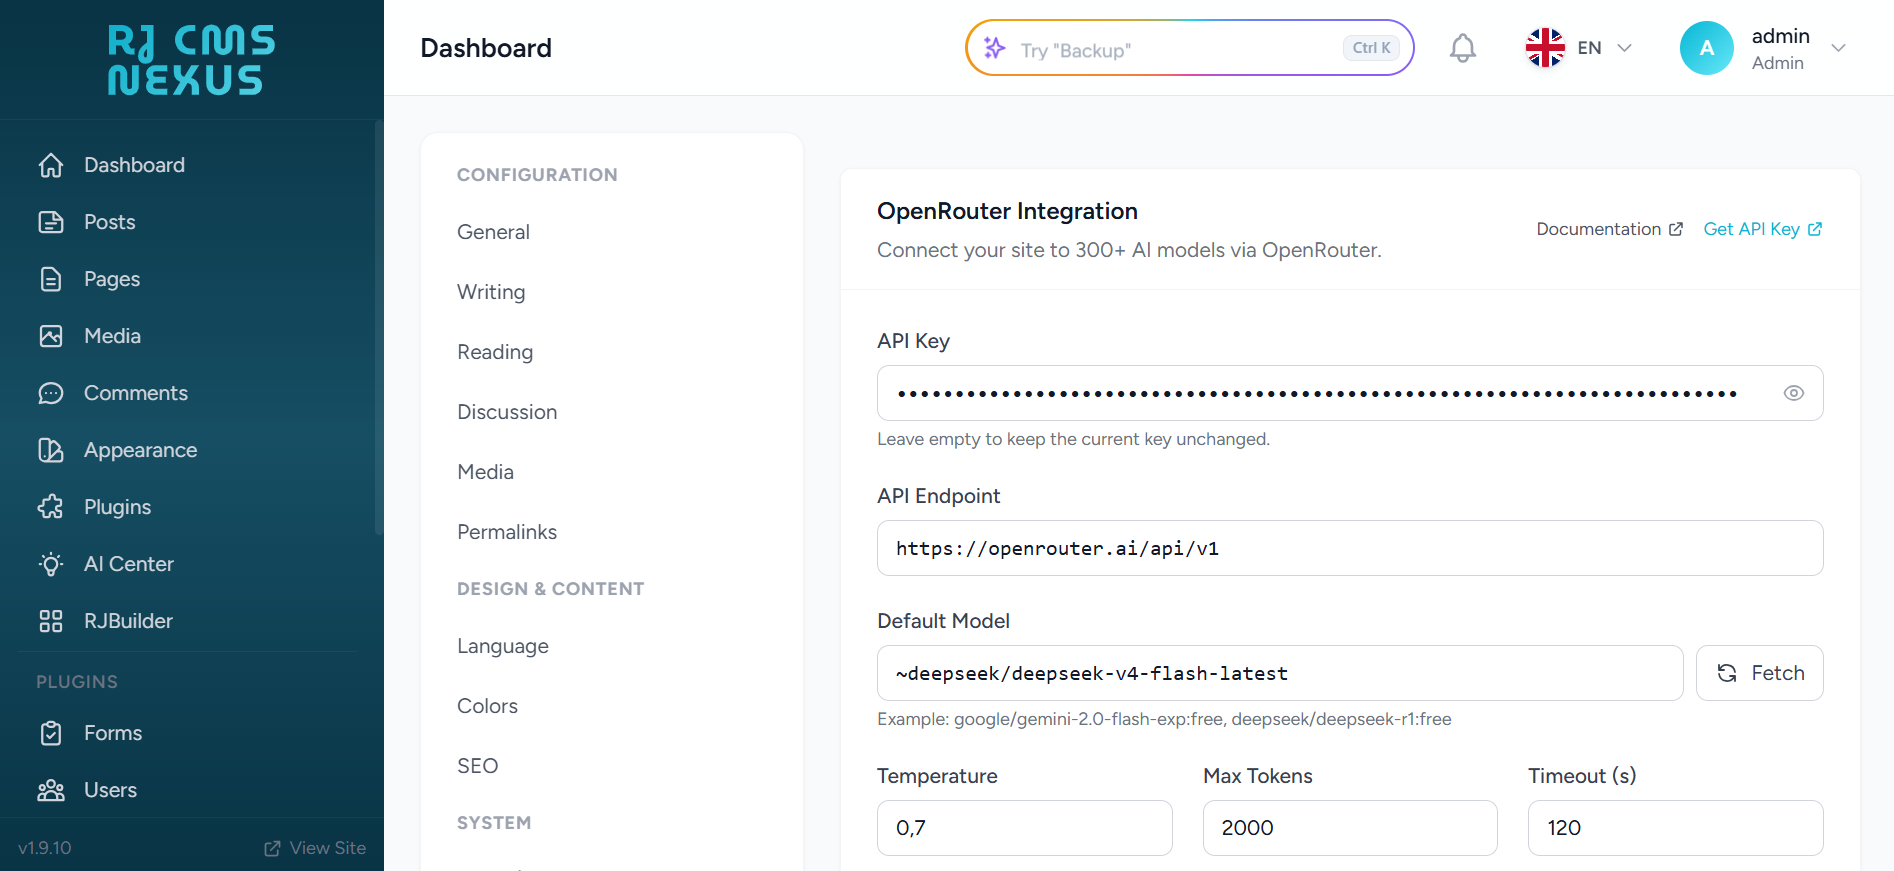 RJ CMS
NEXUS
Dashboard
Posts
Pages
Media
Comments
Appearance
Plugins
AI Center
RJBuilder
PLUGINS
Forms
Users
v1.9.10
View Site
Dashboard
Try "Backup"
Ctrl K
EN
A
admin
Admin
CONFIGURATION
General
Writing
Reading
Discussion
Media
Permalinks
DESIGN & CONTENT
Language
Colors
SEO
SYSTEM
OpenRouter Integration
Connect your site to 300+ AI models via OpenRouter.
Documentation
Get API Key
API Key
Leave empty to keep the current key unchanged.
API Endpoint
https://openrouter.ai/api/v1
Default Model
~deepseek/deepseek-v4-flash-latest
Fetch
Example: google/gemini-2.0-flash-exp:free, deepseek/deepseek-r1:free
Temperature
0,7
Max Tokens
2000
Timeout (s)
120